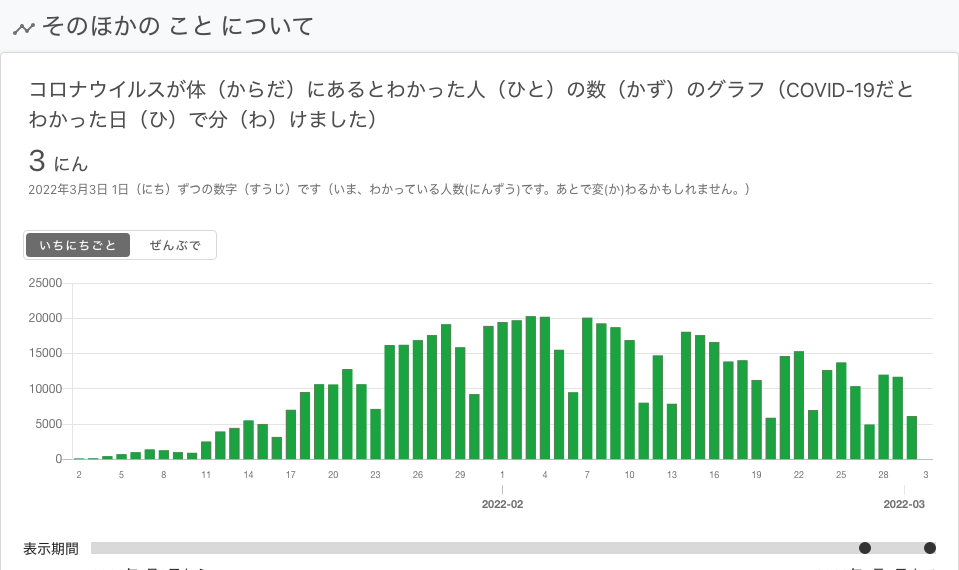 そのほかの こと について
コロナウイルスが体（からだ）にあるとわかった人（ひと）の数（かず）のグラフ（COVID-19だと
わかった日（ひ）で分（わ）けました）
3 にん
2022年3月3日 1日（にち）ずつの数字（すうじ）です（いま、わかっている人数(にんずう)です。あとで変(か)わるかもしれません。）
いちにちごと ぜんぶで
25000
20000
15000
10000
5000
0
2 5 8 11 14 17 20 23 26 29 1 4 7 10 13 16 19 22 25 28 3
2022-02 2022-03
表示期間